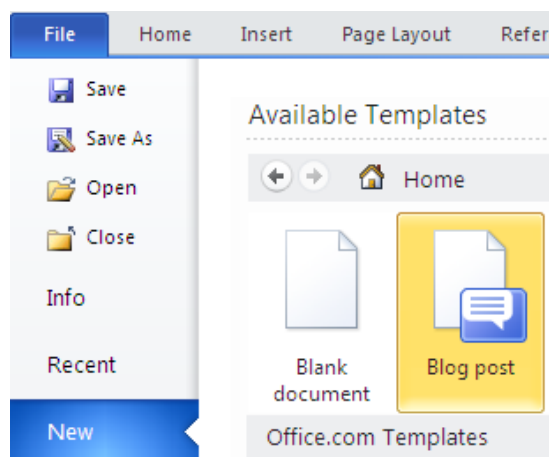 File Home Insert Page Layout Refer
Save
Save As
Open
Close
Info
Recent
New
Available Templates
Home
Blank
document
Blog post
Office.com Templates